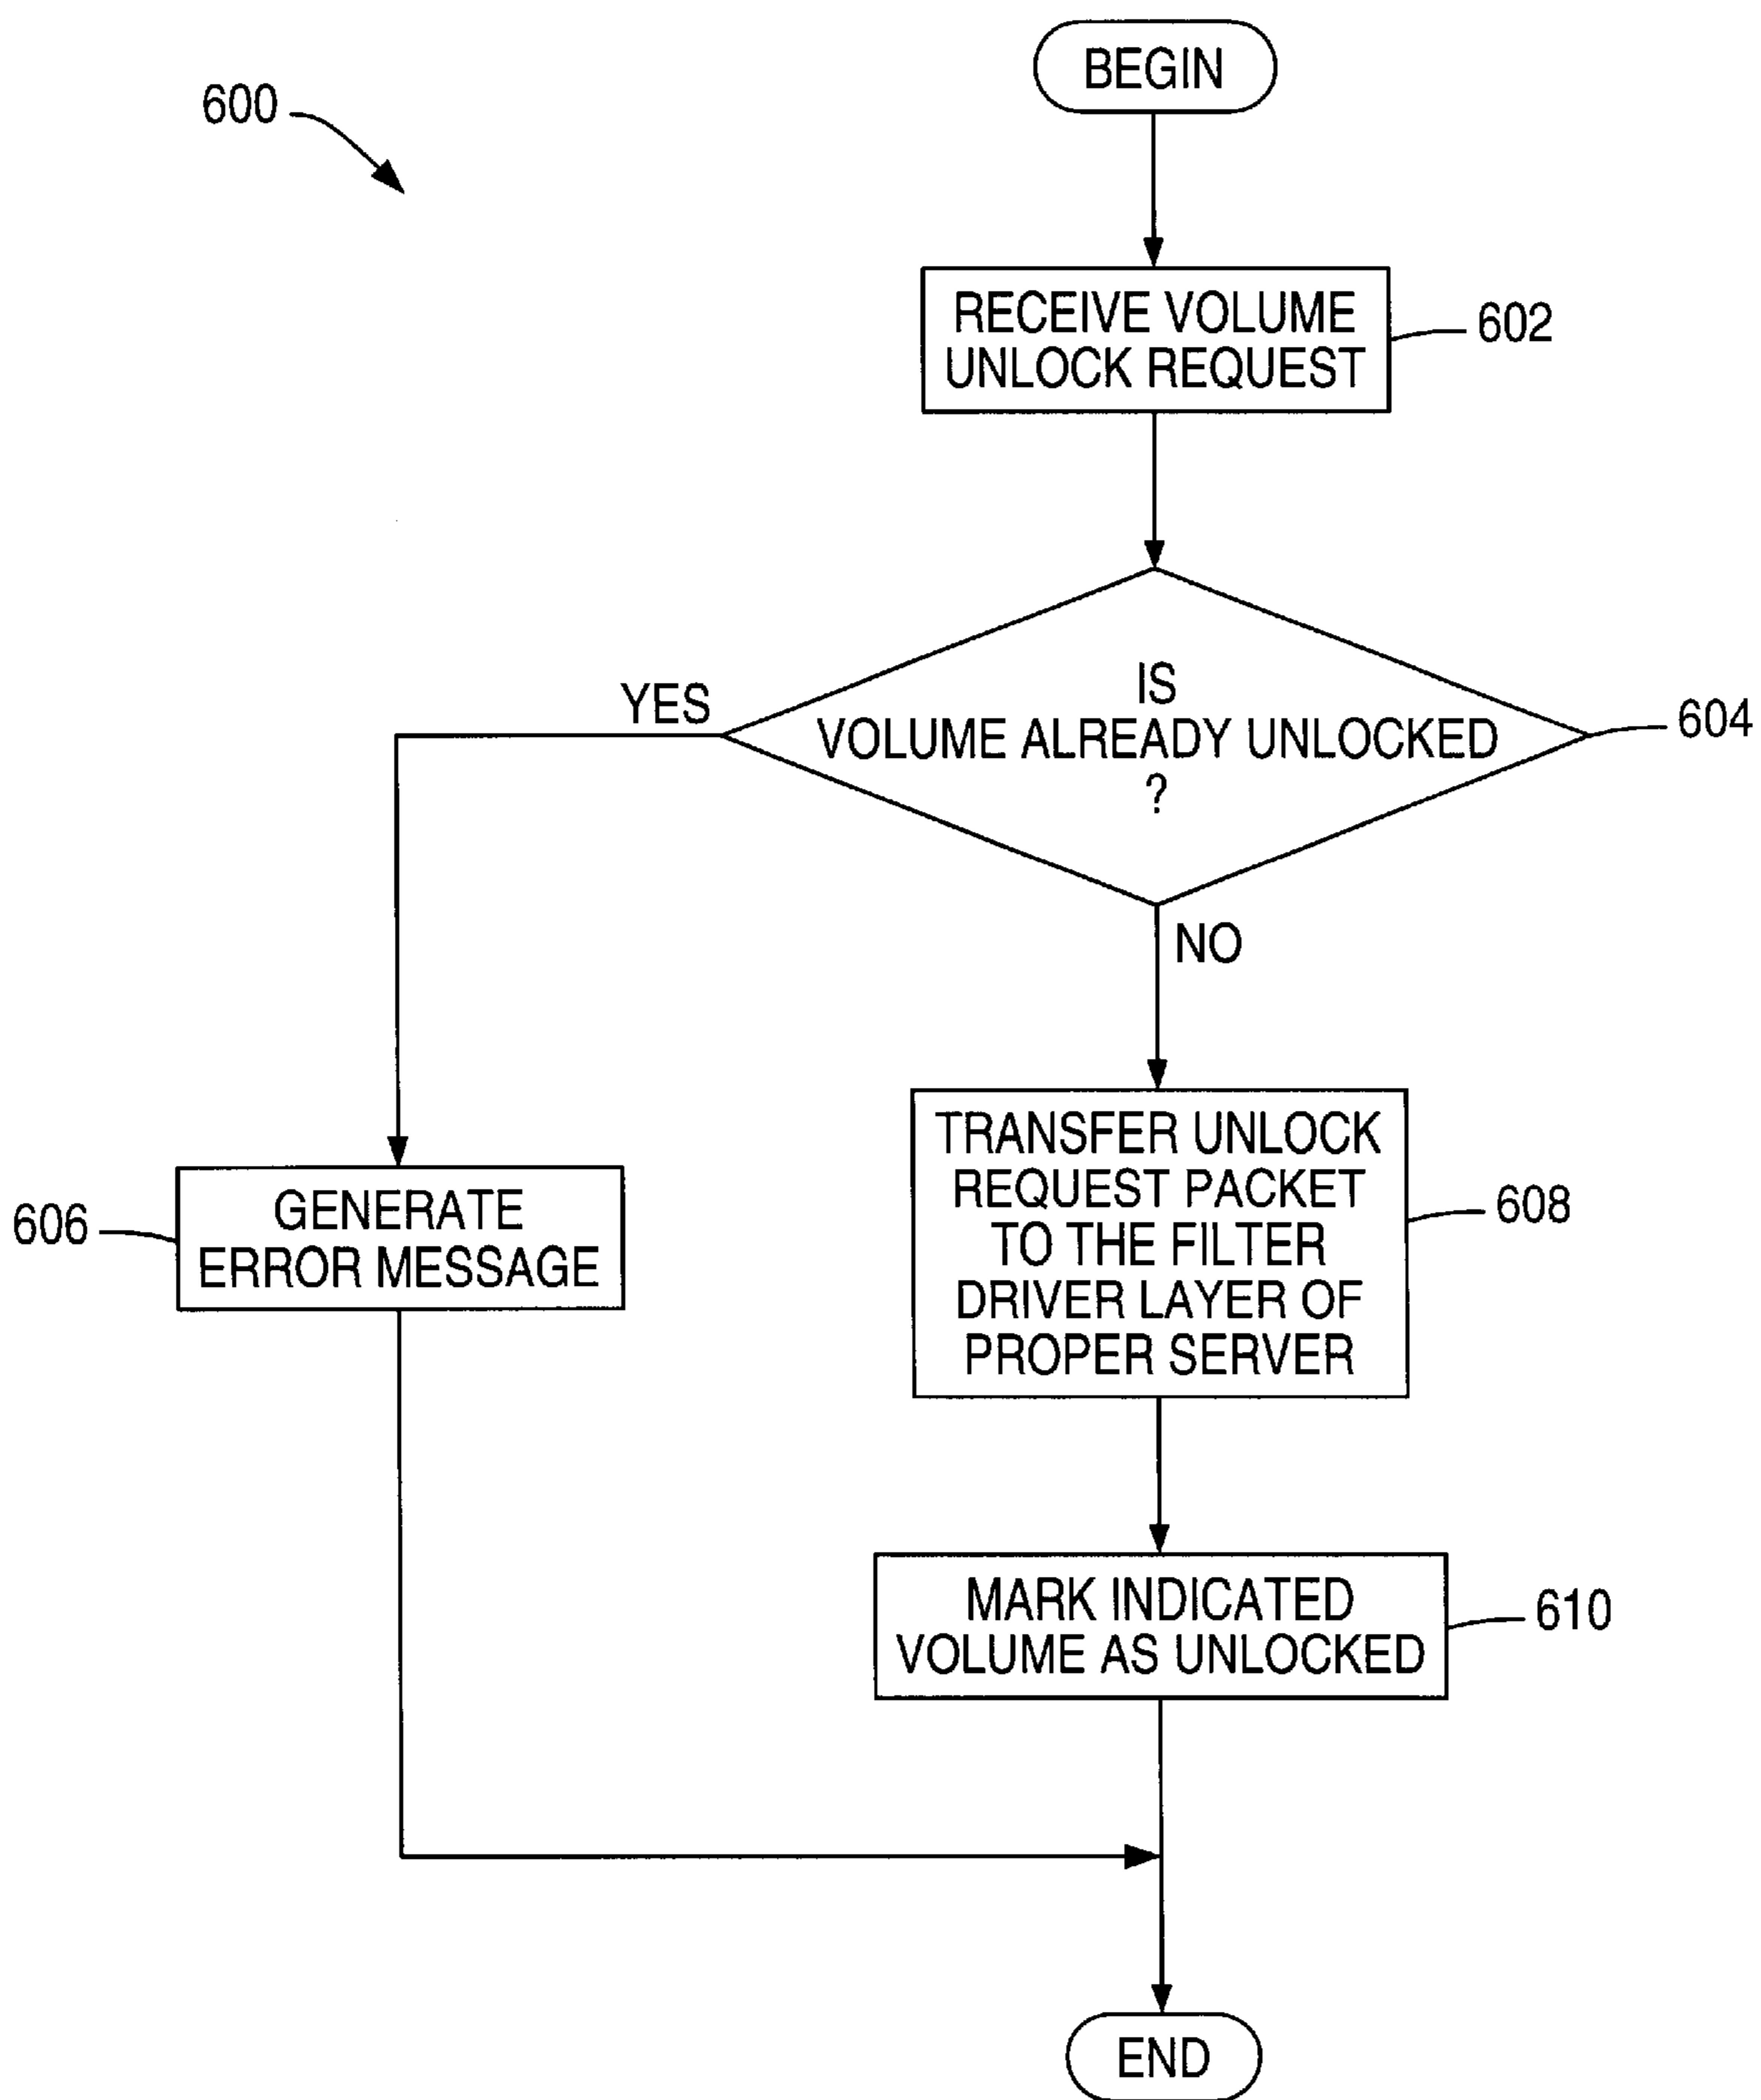 BEGIN
600
RECEIVE VOLUME
UNLOCK REQUEST
602
IS
VOLUME ALREADY UNLOCKED
?
604
YES
NO
TRANSFER UNLOCK
REQUEST PACKET
TO THE FILTER
DRIVER LAYER OF
PROPER SERVER
608
606
GENERATE
ERROR MESSAGE
MARK INDICATED
VOLUME AS UNLOCKED
610
END